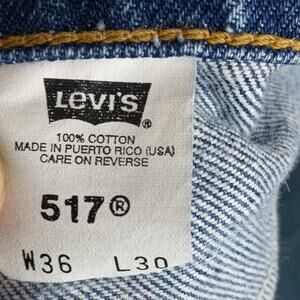 Levi's ®
100% COTTON
MADE IN PUERTO RICO (USA)
CARE ON REVERSE
517®
W36 L30